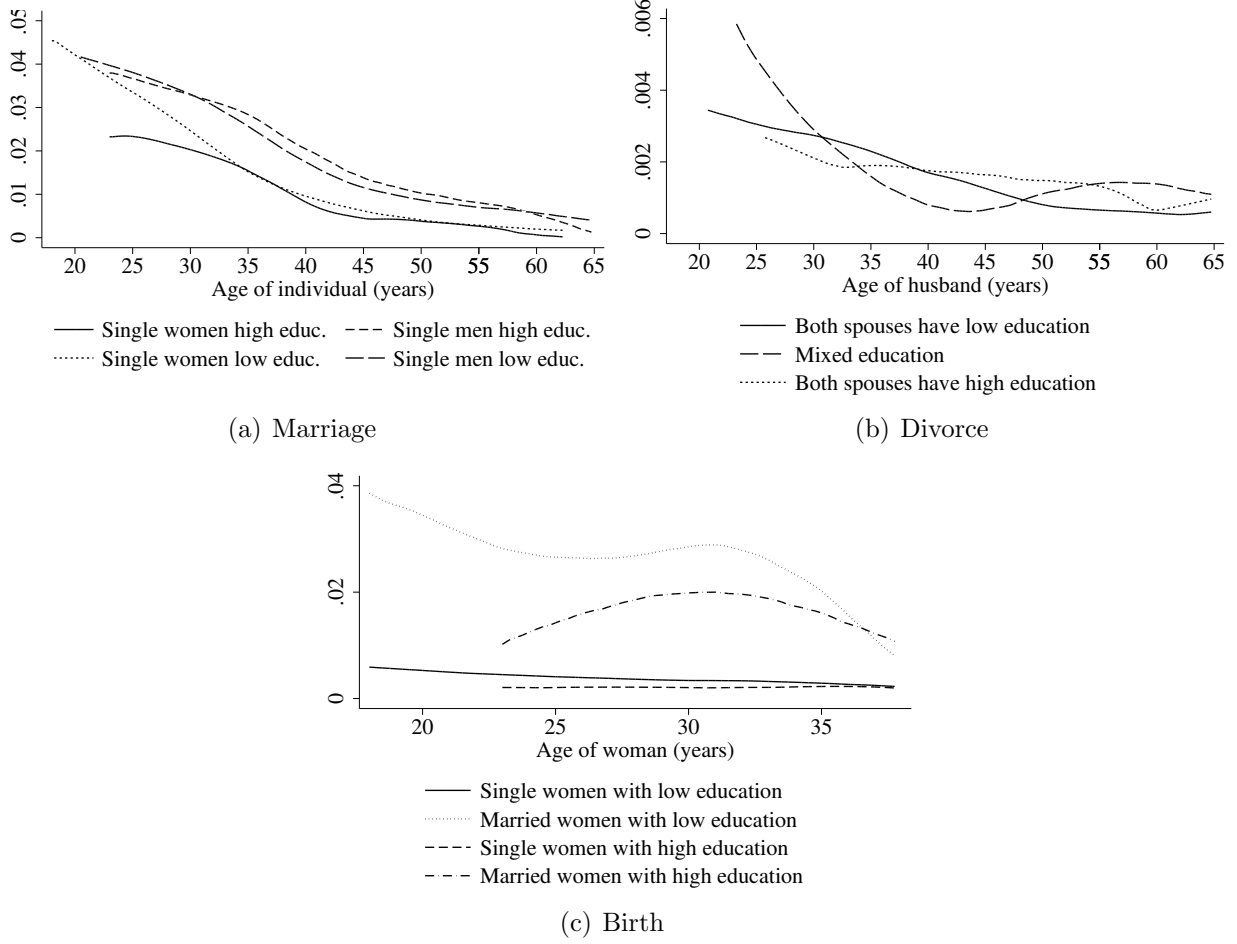 .05
.04
.03
.02
.01
0
20 25 30 35 40 45 50 55 60 65
Age of individual (years)
Single women high educ. Single men high educ.
Single women low educ. Single men low educ.
(a) Marriage
.006
.004
.002
0
20 25 30 35 40 45 50 55 60 65
Age of husband (years)
Both spouses have low education
Mixed education
Both spouses have high education
(b) Divorce
.04
.02
0
20 25 30 35
Age of woman (years)
Single women with low education
Married women with low education
Single women with high education
Married women with high education
(c) Birth